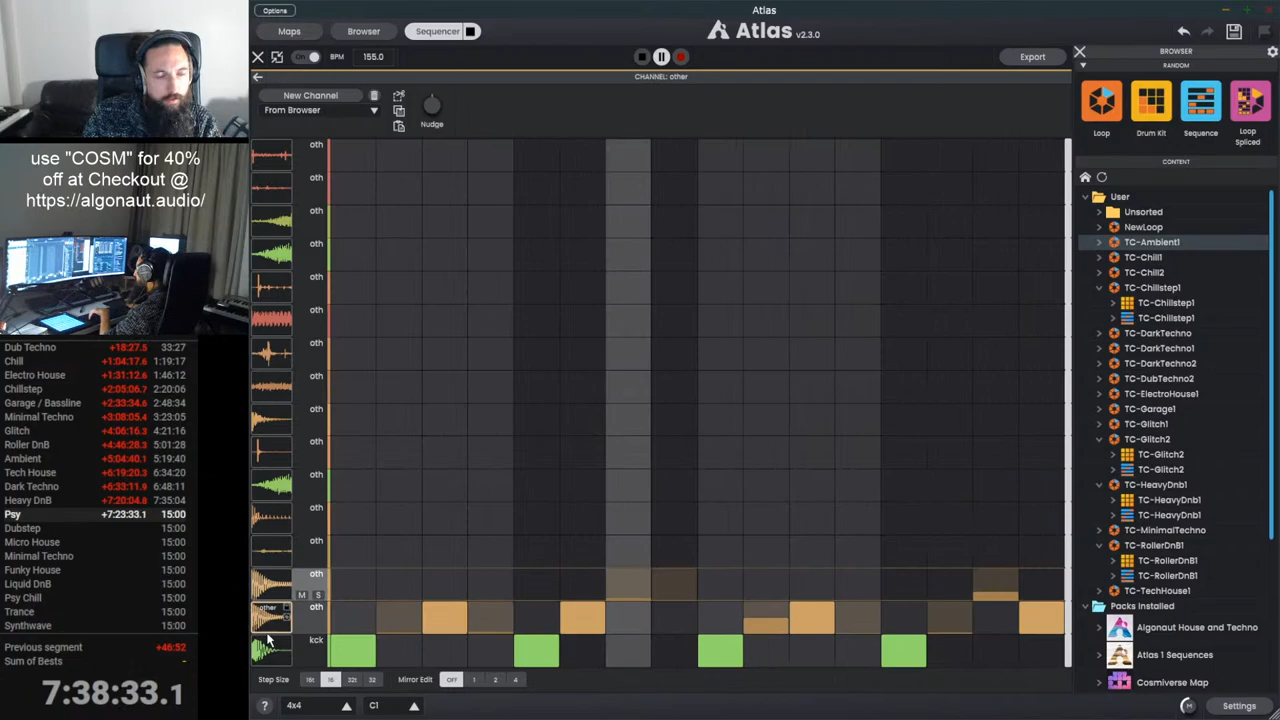 Options
Atlas
Maps
Browser
Sequencer
Atlas v2.3.0
On
BPM
155.0
Export
CHANNEL: other
New Channel
From Browser
Nudge
oth
oth
oth
oth
oth
oth
oth
oth
oth
oth
oth
oth
oth
oth
M S
other
oth
kck
Step Size
16t
16
32t
32
Mirror Edit
OFF
1
2
4
?
4x4
C1
Settings
BROWSER
RANDOM
Loop
Drum Kit
Sequence
Loop Spliced
CONTENT
User
Unsorted
NewLoop
TC-Ambient1
TC-Chill1
TC-Chill2
TC-Chillstep1
TC-Chillstep1
TC-Chillstep1
TC-DarkTechno
TC-DarkTechno1
TC-DarkTechno2
TC-DubTechno2
TC-ElectroHouse1
TC-Garage1
TC-Glitch1
TC-Glitch2
TC-Glitch2
TC-Glitch2
TC-HeavyDnb1
TC-HeavyDnb1
TC-HeavyDnb1
TC-MinimalTechno
TC-RollerDnB1
TC-RollerDnB1
TC-RollerDnB1
TC-TechHouse1
Packs Installed
Algonaut House and Techno
Atlas 1 Sequences
Cosmiverse Map
use "COSM" for 40%
off at Checkout @
https://algonaut.audio/
Dub Techno +18:27.5 33:27
Chill +1:04:17.6 1:19:17
Electro House +1:31:12.6 1:46:12
Chillstep +2:05:06.7 2:20:06
Garage / Bassline +2:33:34.6 2:48:34
Minimal Techno +3:08:05.4 3:23:05
Glitch +4:06:16.3 4:21:16
Roller DnB +4:46:28.3 5:01:28
Ambient +5:04:40.1 5:19:40
Tech House +6:19:20.3 6:34:20
Dark Techno +6:33:11.9 6:48:11
Heavy DnB +7:20:04.8 7:35:04
Psy +7:23:33.1 15:00
Dubstep 15:00
Micro House 15:00
Minimal Techno 15:00
Funky House 15:00
Liquid DnB 15:00
Psy Chill 15:00
Trance 15:00
Synthwave 15:00
Previous segment +46:52
Sum of Bests -
7:38:33.1